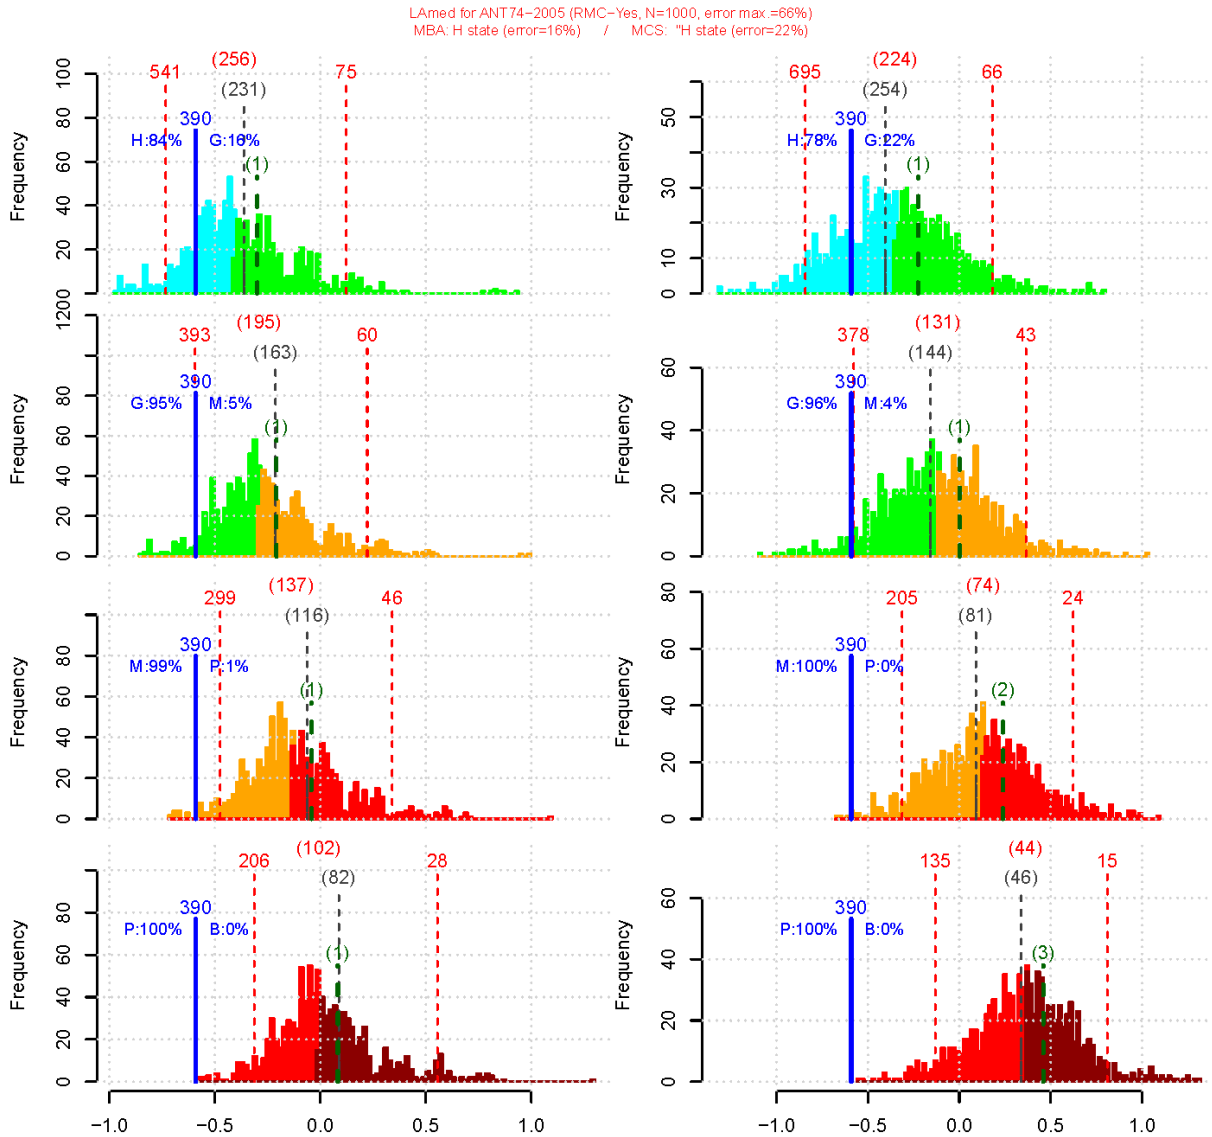 LAmed for ANT74−2005 (RMC−Yes, N=1000, error max.=66%)
MBA: H state (error=16%) / MCS: "H state (error=22%)
Frequency
0 20 40 60 80 100
541 (256) 75
(231)
390
H:84% G:16%
(1)
Frequency
0 10 30 50
695 (224) 66
(254)
390
H:78% G:22%
(1)
Frequency
0 20 40 60 80 100 120
393 (195) 60
(163)
390
G:95% M:5%
(1)
Frequency
0 20 40 60
378 (131) 43
(144)
390
G:96% M:4%
(1)
Frequency
0 20 40 60 80
299 (137) 46
(116)
390
M:99% P:1%
(1)
Frequency
0 20 40 60 80
205 (74) 24
(81)
390
M:100% P:0%
(2)
Frequency
0 20 40 60 80
206 (102) 28
(82)
390
P:100% B:0%
(1)
−1.0 −0.5 0.0 0.5 1.0
Frequency
0 20 40 60
135 (44) 15
(46)
390
P:100% B:0%
(3)
−1.0 −0.5 0.0 0.5 1.0